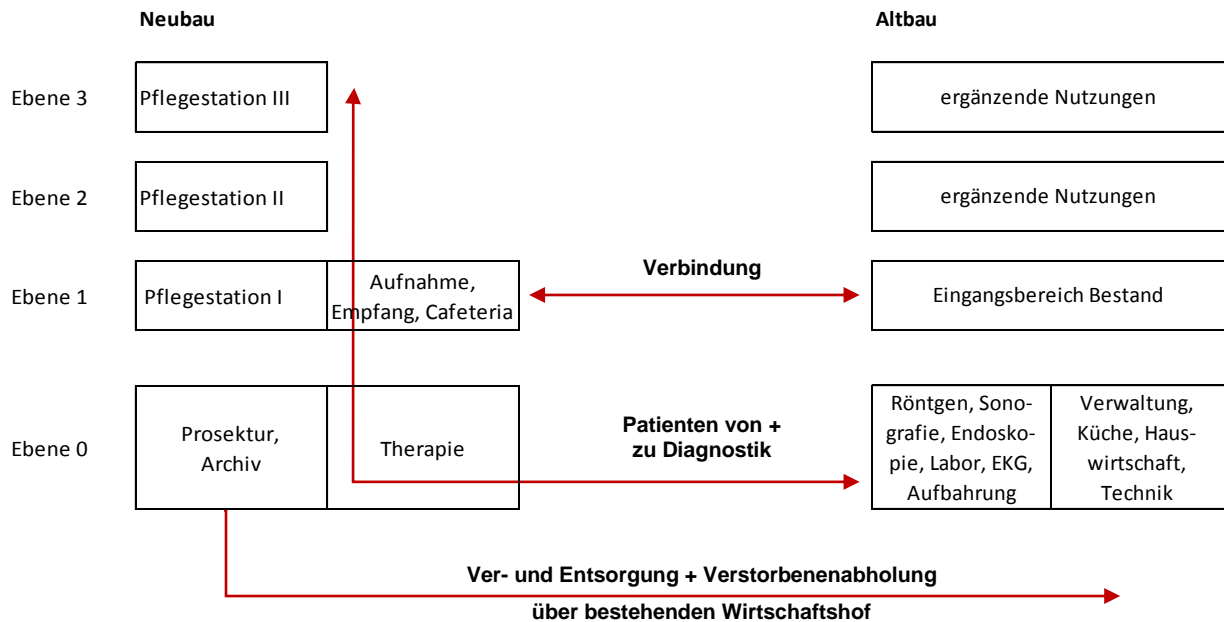 Neubau
Altbau
Ebene 3
Pflegestation III
ergänzende Nutzungen
Ebene 2
Pflegestation II
ergänzende Nutzungen
Ebene 1
Pflegestation I
Aufnahme,
Empfang, Cafeteria
Verbindung
Eingangsbereich Bestand
Ebene 0
Prosektur,
Archiv
Therapie
Patienten von +
zu Diagnostik
Röntgen, Sono-
grafie, Endosko-
pie, Labor, EKG,
Aufbahrung
Verwaltung,
Küche, Haus-
wirtschaft,
Technik
Ver- und Entsorgung + Verstorbenenabholung
über bestehenden Wirtschaftshof